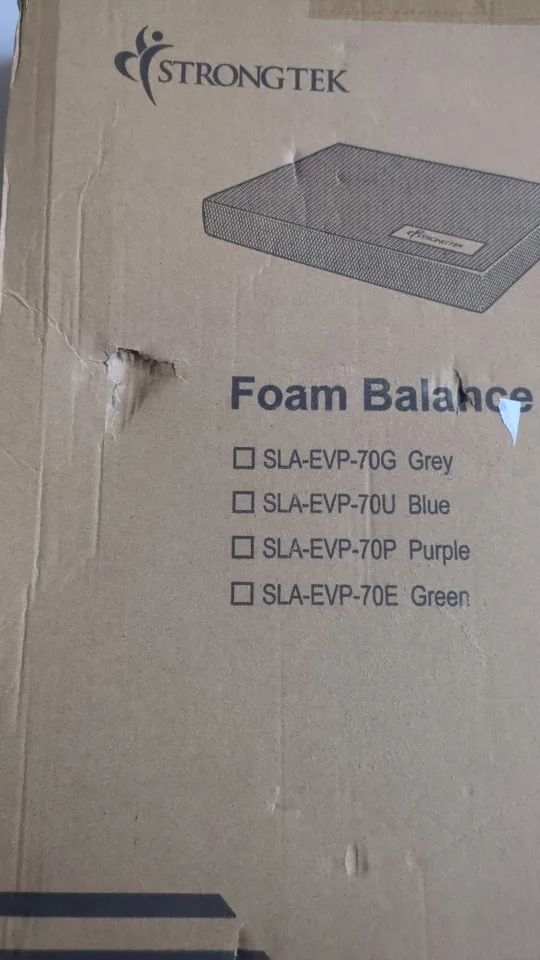 STRONGTEK
STRONGTEK
Foam Balance
☐ SLA-EVP-70G Grey
☐ SLA-EVP-70U Blue
☐ SLA-EVP-70P Purple
☐ SLA-EVP-70E Green